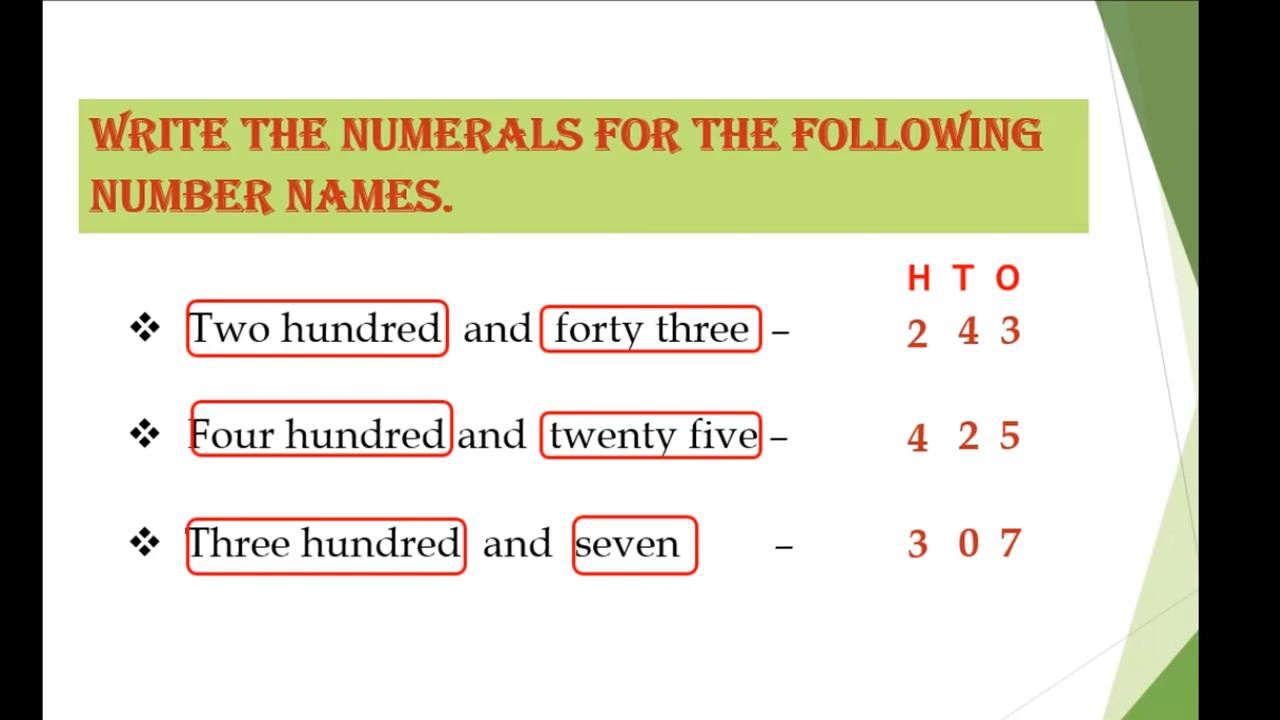 WRITE THE NUMERALS FOR THE FOLLOWING
NUMBER NAMES.
H T O
❖ Two hundred and forty three – 2 4 3
❖ Four hundred and twenty five – 4 2 5
❖ Three hundred and seven – 3 0 7